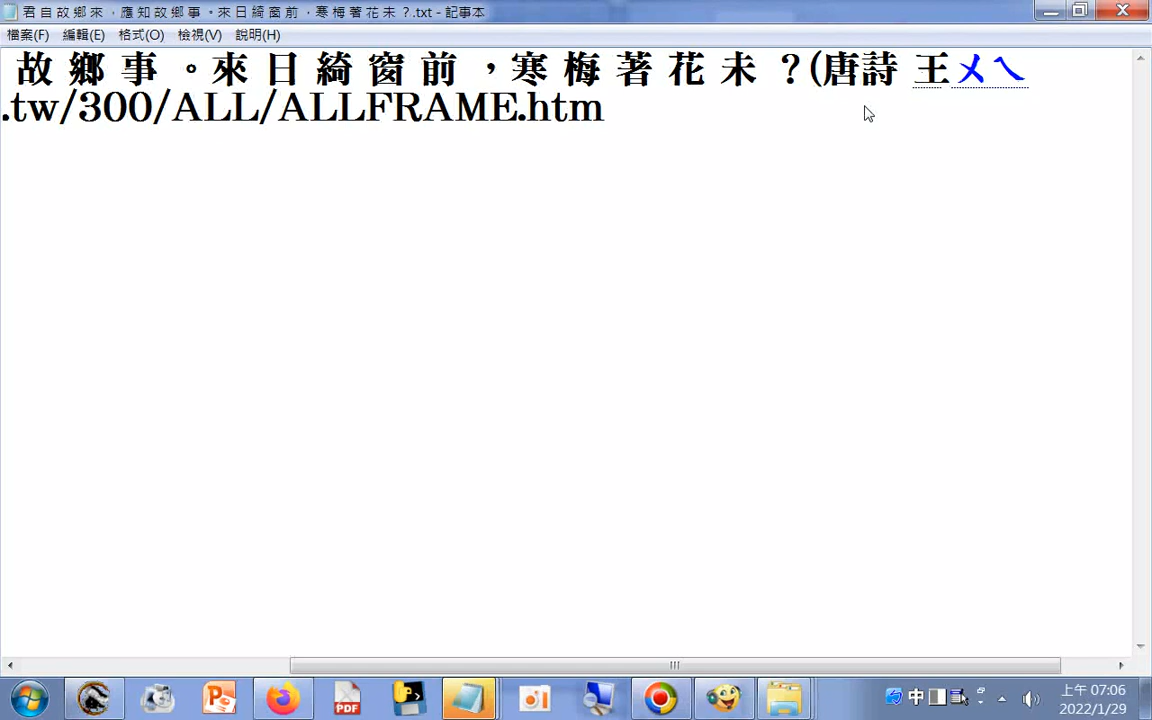 君自故鄉來，應知故鄉事。來日綺窗前，寒梅著花未？.txt - 記事本
檔案(F) 編輯(E) 格式(O) 檢視(V) 說明(H)
故鄉事。來日綺窗前，寒梅著花未？(唐詩 王ㄨㄟ
.tw/300/ALL/ALLFRAME.htm
PDF
中
上午 07:06
2022/1/29